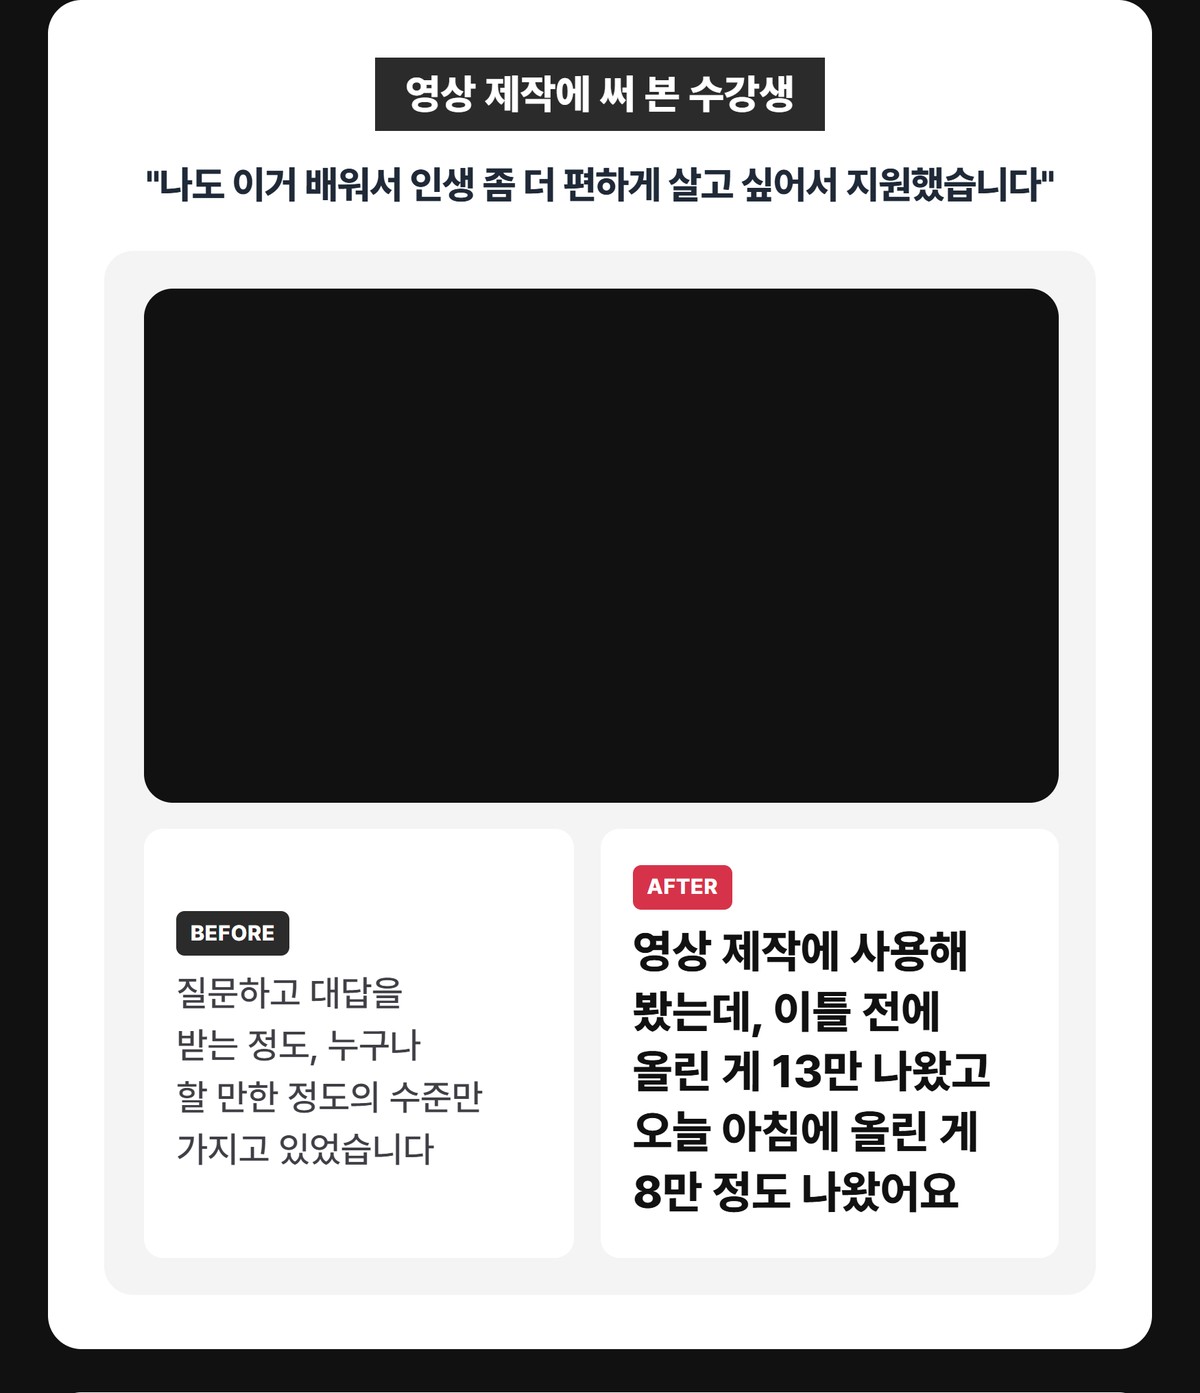 영상 제작에 써 본 수강생
"나도 이거 배워서 인생 좀 더 편하게 살고 싶어서 지원했습니다"
BEFORE
질문하고 대답을
받는 정도, 누구나
할 만한 정도의 수준만
가지고 있었습니다
AFTER
영상 제작에 사용해
봤는데, 이틀 전에
올린 게 13만 나왔고
오늘 아침에 올린 게
8만 정도 나왔어요